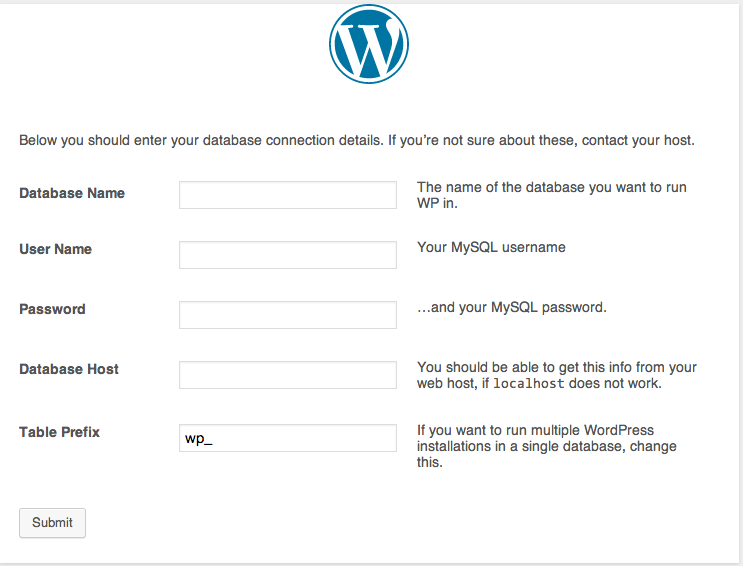 W
Below you should enter your database connection details. If you’re not sure about these, contact your host.
Database Name
The name of the database you want to run
WP in.
User Name
Your MySQL username
Password
…and your MySQL password.
Database Host
You should be able to get this info from your
web host, if localhost does not work.
Table Prefix
wp_
If you want to run multiple WordPress
installations in a single database, change
this.
Submit